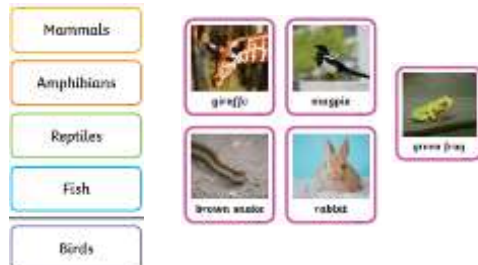 Mammals
Amphibians
Reptiles
Fish
Birds
giraffe
magpie
green frog
brown snake
rabbit